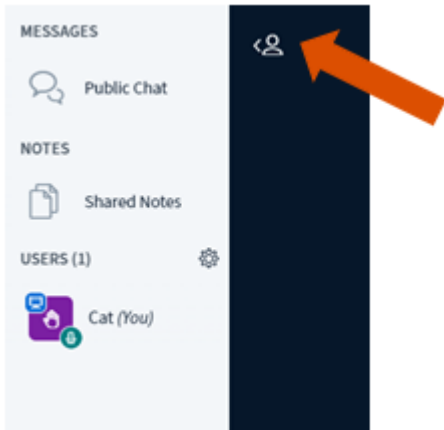 MESSAGES
Public Chat
NOTES
Shared Notes
USERS (1)
Cat (You)